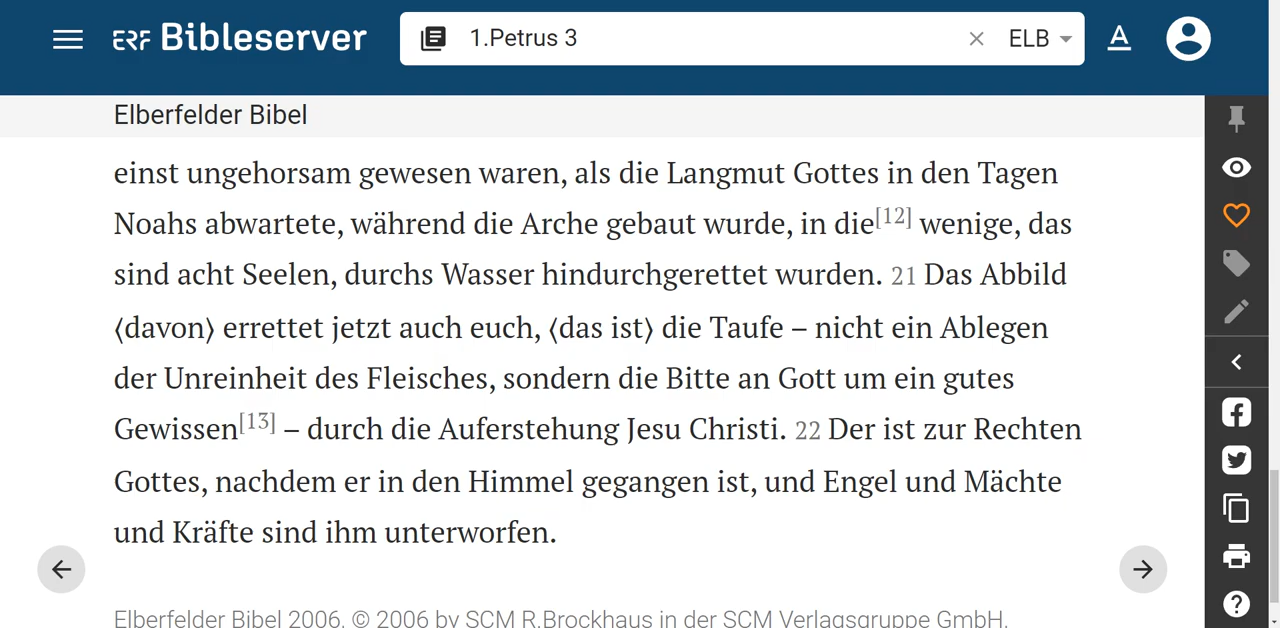 ERF Bibleserver
1.Petrus 3
ELB
A
Elberfelder Bibel
einst ungehorsam gewesen waren, als die Langmut Gottes in den Tagen
Noahs abwartete, während die Arche gebaut wurde, in die[12] wenige, das
sind acht Seelen, durchs Wasser hindurchgerettet wurden. 21 Das Abbild
⟨davon⟩ errettet jetzt auch euch, ⟨das ist⟩ die Taufe – nicht ein Ablegen
der Unreinheit des Fleisches, sondern die Bitte an Gott um ein gutes
Gewissen[13] – durch die Auferstehung Jesu Christi. 22 Der ist zur Rechten
Gottes, nachdem er in den Himmel gegangen ist, und Engel und Mächte
und Kräfte sind ihm unterworfen.
Elberfelder Bibel 2006, © 2006 by SCM R.Brockhaus in der SCM Verlagsgruppe GmbH,